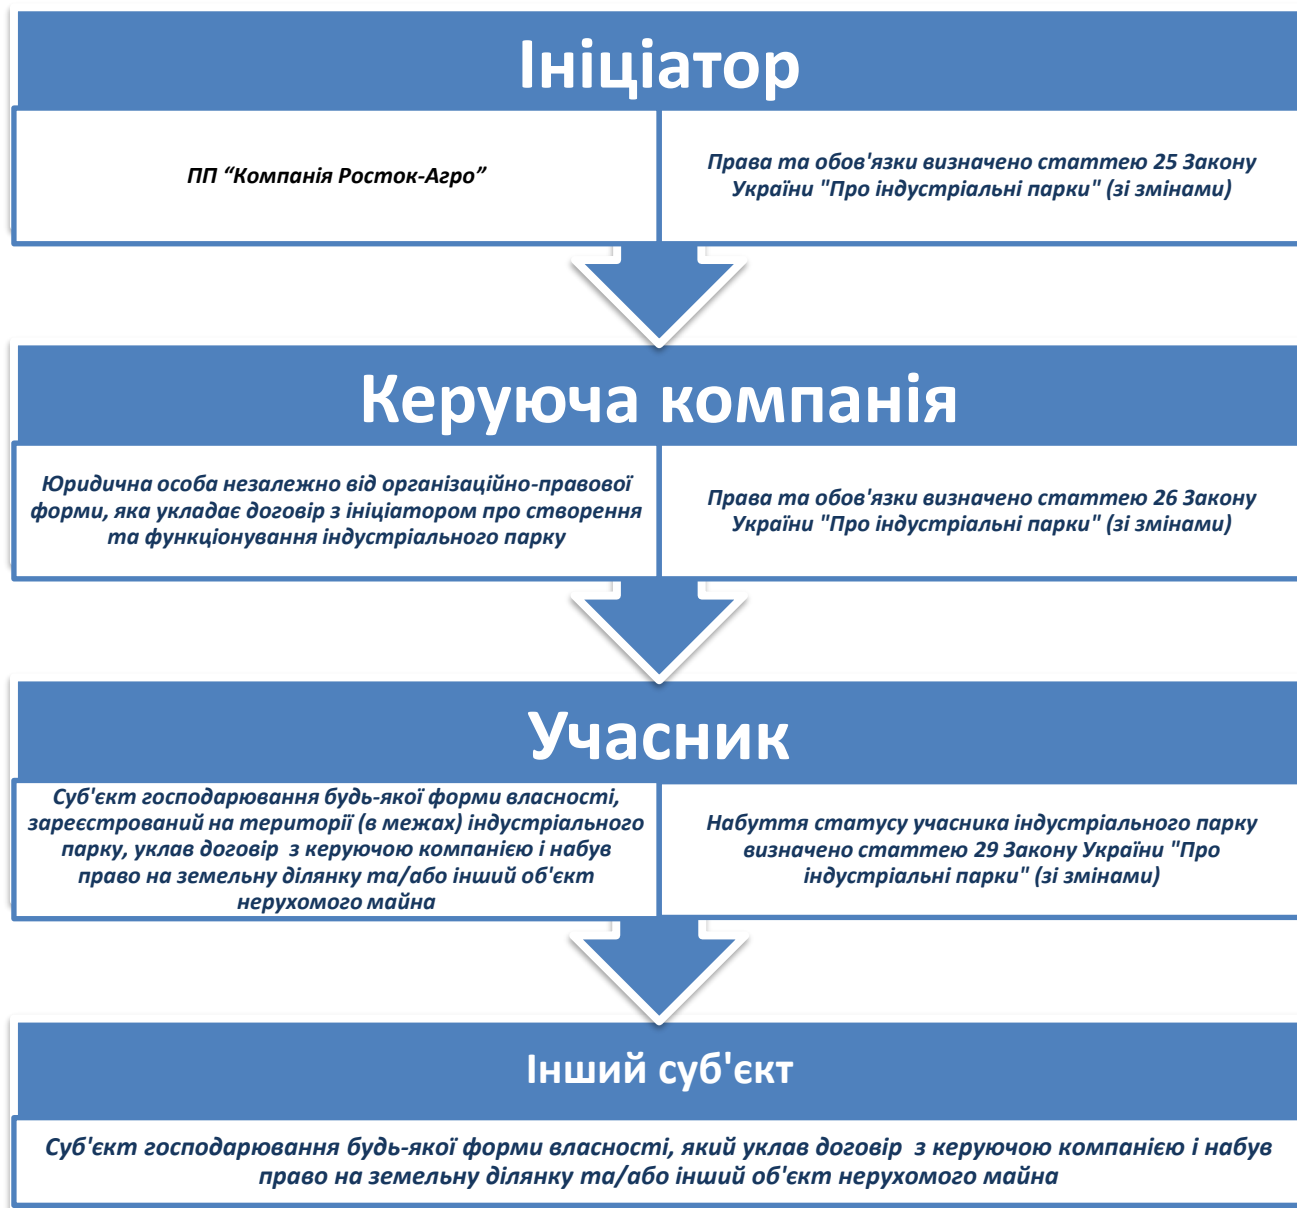 Ініціатор
ПП “Компанія Росток-Агро”
Права та обов'язки визначено статтею 25 Закону
України "Про індустріальні парки" (зі змінами)
Керуюча компанія
Юридична особа незалежно від організаційно-правової
форми, яка укладає договір з ініціатором про створення
та функціонування індустріального парку
Права та обов'язки визначено статтею 26 Закону
України "Про індустріальні парки" (зі змінами)
Учасник
Суб'єкт господарювання будь-якої форми власності,
зареєстрований на території (в межах) індустріального
парку, уклав договір  з керуючою компанією і набув
право на земельну ділянку та/або інший об'єкт
нерухомого майна
Набуття статусу учасника індустріального парку
визначено статтею 29 Закону України "Про
індустріальні парки" (зі змінами)
Інший суб'єкт
Суб'єкт господарювання будь-якої форми власності, який уклав договір  з керуючою компанією і набув
право на земельну ділянку та/або інший об'єкт нерухомого майна